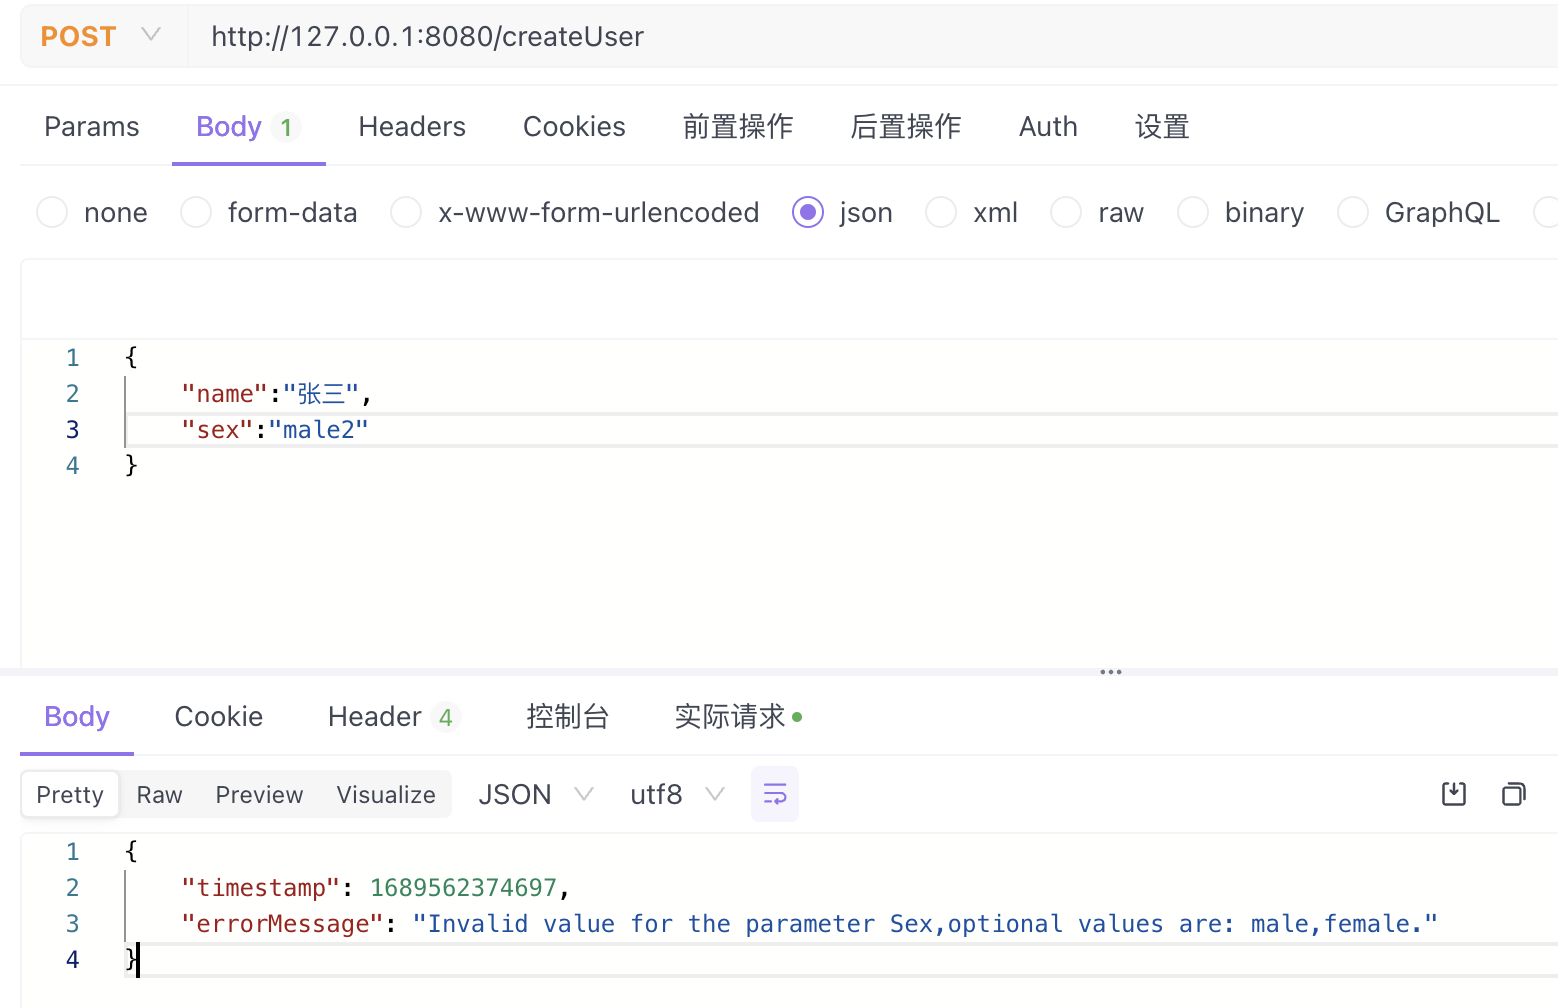 POST http://127.0.0.1:8080/createUser
Params Body 1 Headers Cookies 前置操作 后置操作 Auth 设置
none form-data x-www-form-urlencoded json xml raw binary GraphQL
1 {
2 "name":"张三",
3 "sex":"male2"
4 }
Body Cookie Header 4 控制台 实际请求
Pretty Raw Preview Visualize JSON utf8
1 {
2 "timestamp": 1689562374697,
3 "errorMessage": "Invalid value for the parameter Sex,optional values are: male,female."
4 }